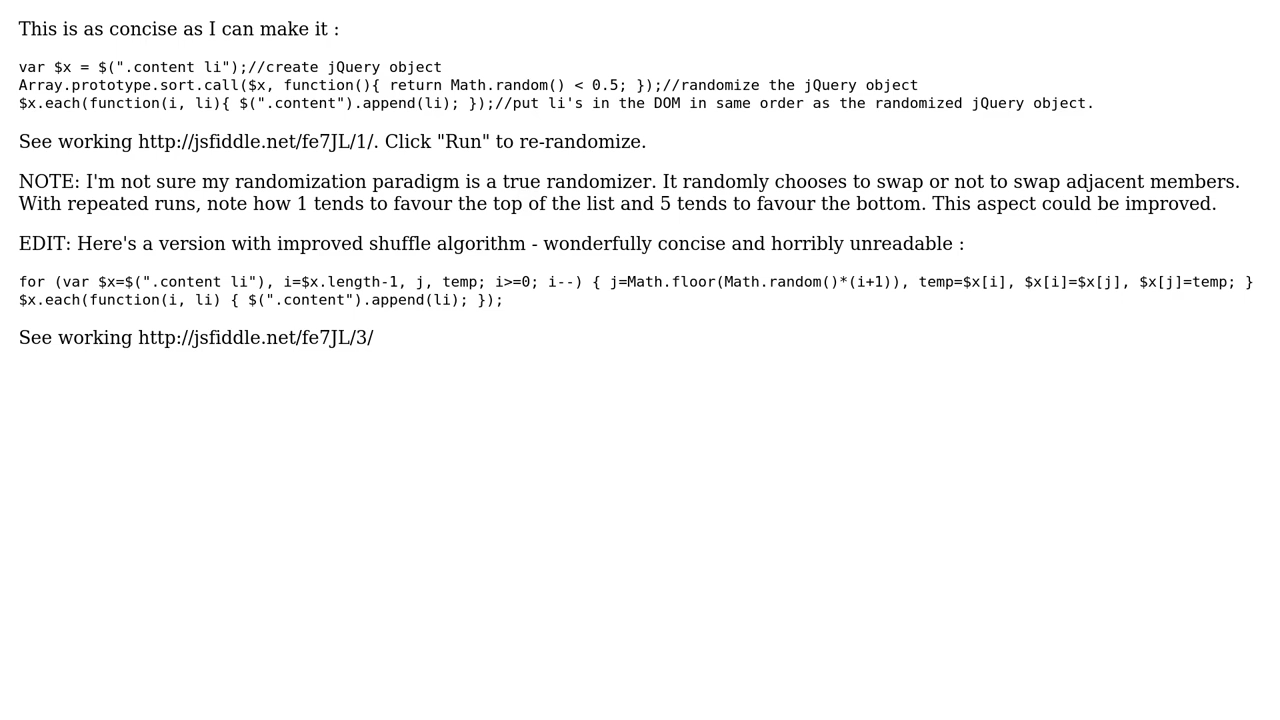 This is as concise as I can make it :
var $x = $(".content li");//create jQuery object
Array.prototype.sort.call($x, function(){ return Math.random() < 0.5; });//randomize the jQuery object
$x.each(function(i, li){ $(".content").append(li); });//put li's in the DOM in same order as the randomized jQuery object.
See working http://jsfiddle.net/fe7JL/1/. Click "Run" to re-randomize.
NOTE: I'm not sure my randomization paradigm is a true randomizer. It randomly chooses to swap or not to swap adjacent members.
With repeated runs, note how 1 tends to favour the top of the list and 5 tends to favour the bottom. This aspect could be improved.
EDIT: Here's a version with improved shuffle algorithm - wonderfully concise and horribly unreadable :
for (var $x=$(".content li"), i=$x.length-1, j, temp; i>=0; i--) { j=Math.floor(Math.random()*(i+1)), temp=$x[i], $x[i]=$x[j], $x[j]=temp; }
$x.each(function(i, li) { $(".content").append(li); });
See working http://jsfiddle.net/fe7JL/3/